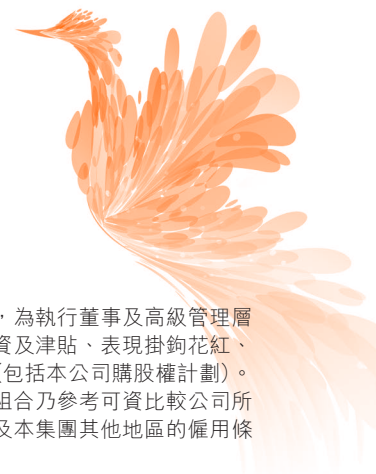 ，為執行董事及高級管理層
資及津貼、表現掛鈎花紅、
(包括本公司購股權計劃)。
組合乃參考可資比較公司所
及本集團其他地區的僱用條